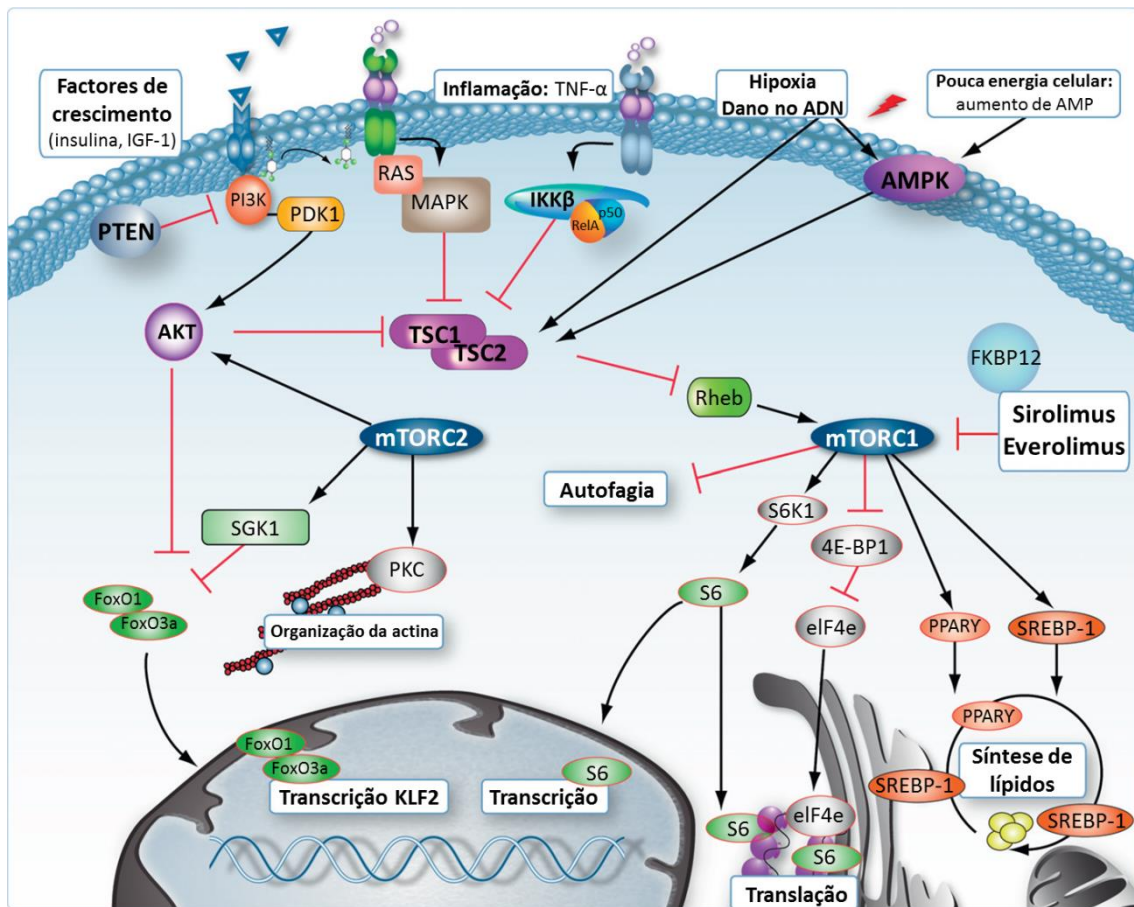 Factores de
crescimento
(insulina, IGF-1)
Inflamação: TNF-α
Hipoxia
Dano no ADN
Pouca energia celular:
aumento de AMP
AMPK
RAS
MAPK
IKKβ
p50
RelA
PI3K
PDK1
PTEN
AKT
TSC1
TSC2
FKBP12
Rheb
Sirolimus
Everolimus
mTORC2
mTORC1
Autofagia
SGK1
S6K1
4E-BP1
PKC
S6
FoxO1
FoxO3a
Organização da actina
elF4e
PPARY
SREBP-1
FoxO1
FoxO3a
Transcrição KLF2
S6
Transcrição
PPARY
Síntese de
lípidos
SREBP-1
SREBP-1
S6
elF4e
S6
Translação